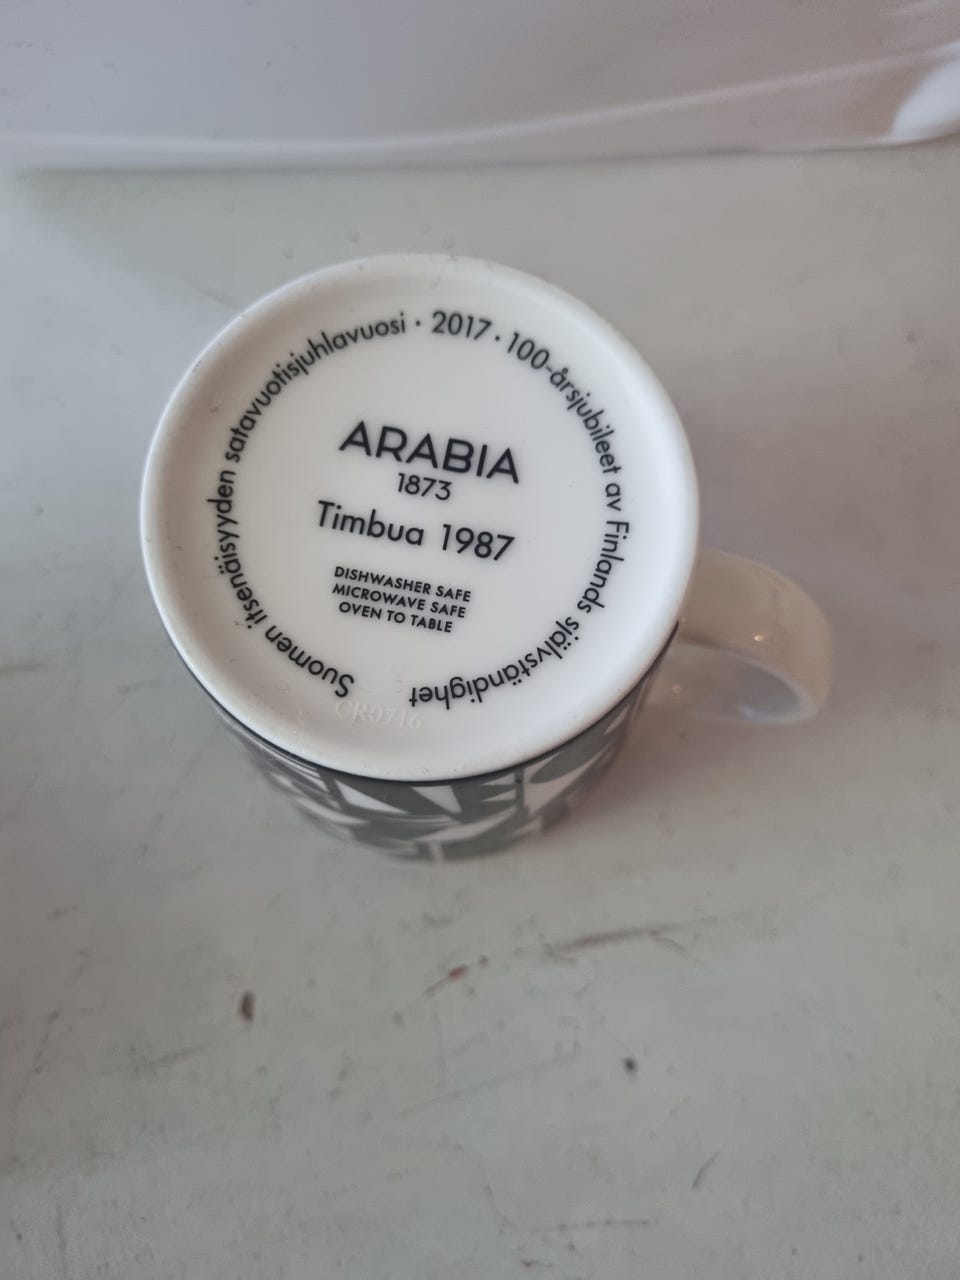 Suomen itsenäisyyden satavuotisjuhlavuosi · 2017 · 100-årsjubileet av Finlands självständighet
ARABIA
1873
Timbua 1987
DISHWASHER SAFE
MICROWAVE SAFE
OVEN TO TABLE
CR0716